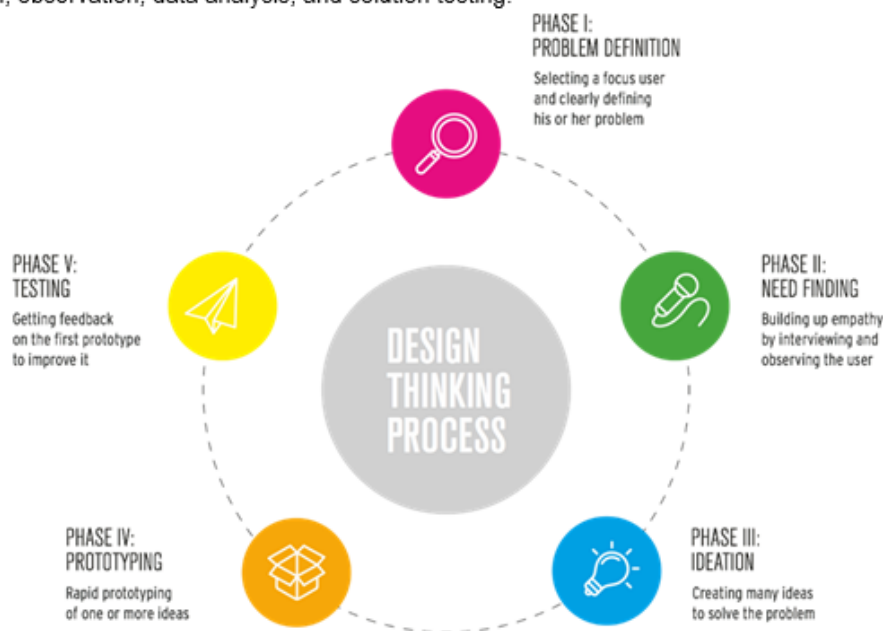 , observation, data analysis, and solution testing.
PHASE I:
PROBLEM DEFINITION
Selecting a focus user
and clearly defining
his or her problem
PHASE II:
NEED FINDING
Building up empathy
by interviewing and
observing the user
PHASE III:
IDEATION
Creating many ideas
to solve the problem
PHASE IV:
PROTOTYPING
Rapid prototyping
of one or more ideas
PHASE V:
TESTING
Getting feedback
on the first prototype
to improve it
DESIGN
THINKING
PROCESS